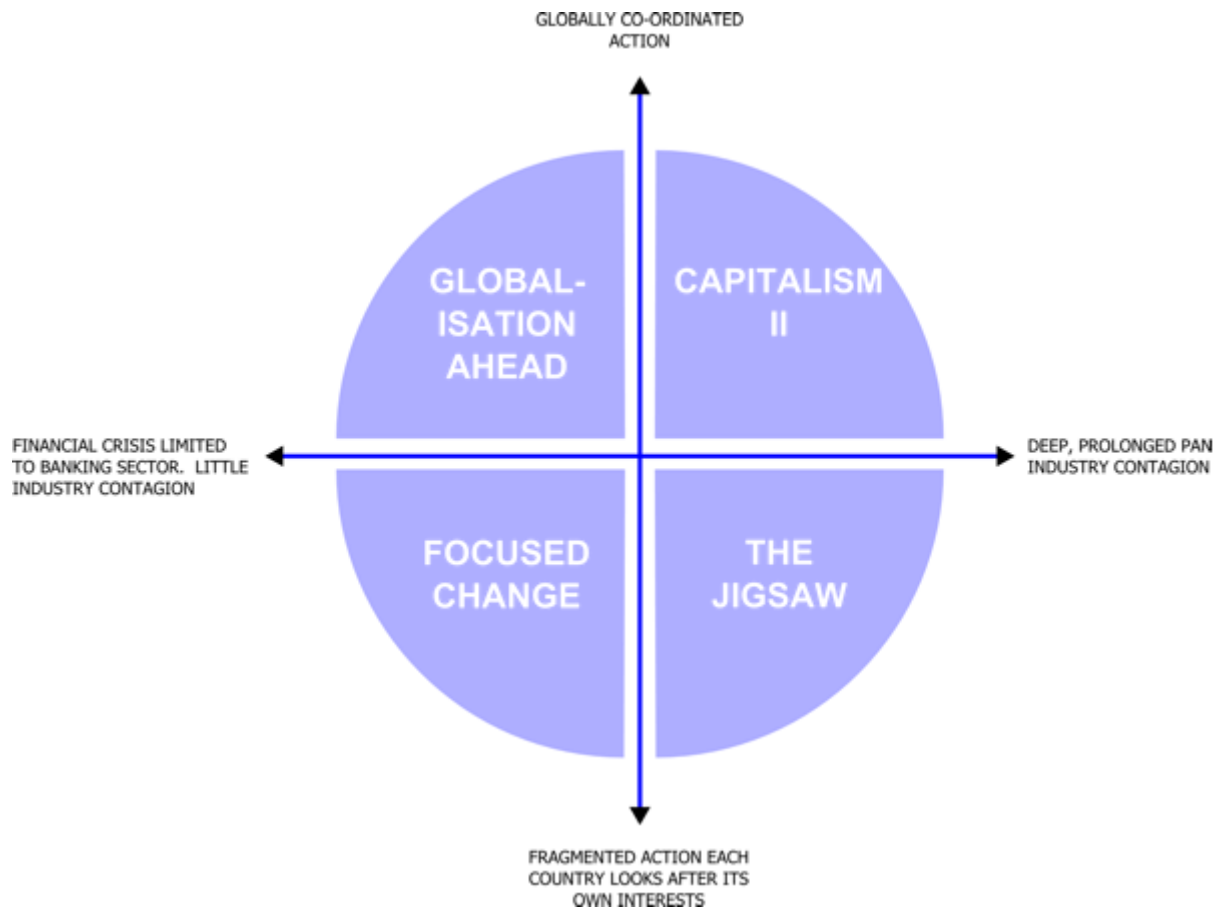 GLOBALLY CO-ORDINATED
ACTION
GLOBAL-
ISATION
AHEAD
CAPITALISM
II
FINANCIAL CRISIS LIMITED
TO BANKING SECTOR.  LITTLE
INDUSTRY CONTAGION
DEEP, PROLONGED PAN
INDUSTRY CONTAGION
FOCUSED
CHANGE
THE
JIGSAW
FRAGMENTED ACTION EACH
COUNTRY LOOKS AFTER ITS
OWN INTERESTS